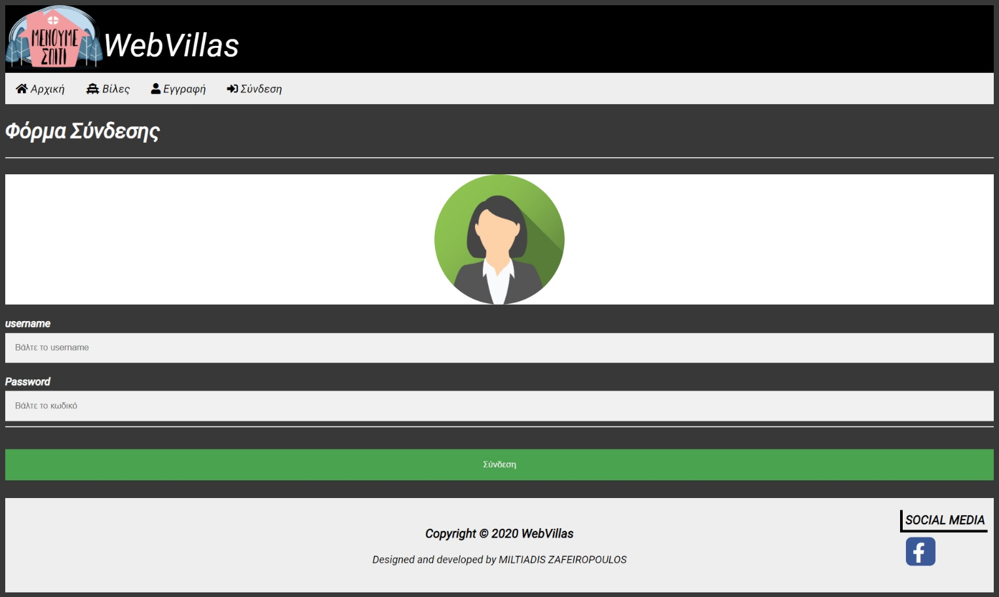 ΜΕΝΟΥΜΕ
ΣΠΙΤΙ
WebVillas
Αρχική Βίλες Εγγραφή Σύνδεση
Φόρμα Σύνδεσης
username
Βάλτε το username
Password
Βάλτε το κωδικό
Σύνδεση
SOCIAL MEDIA
Copyright © 2020 WebVillas
Designed and developed by MILTIADIS ZAFEIROPOULOS